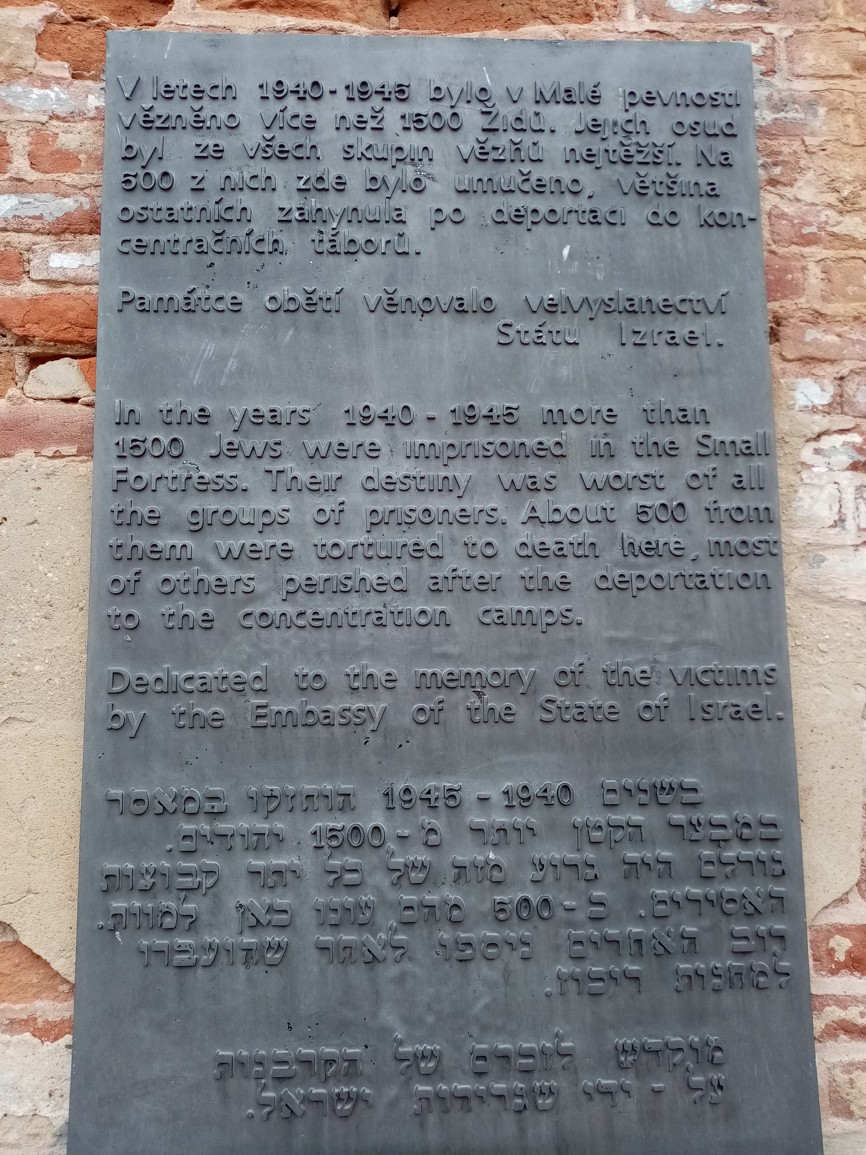 V letech 1940-1945 bylo v Malé pevnosti
vězněno více než 1500 Židů. Jejich osud
byl ze všech skupin vězňů nejtěžší. Na
500 z nich zde bylo umučeno, většina
ostatních zahynula po deportaci do kon-
centračních táborů.
Památce obětí věnovalo velvyslanectví
Státu Izrael.
In the years 1940 - 1945 more than
1500 Jews were imprisoned in the Small
Fortress. Their destiny was worst of all
the groups of prisoners. About 500 from
them were tortured to death here, most
of others perished after the deportation
to the concentration camps.
Dedicated to the memory of the victims
by the Embassy of the State of Israel.
בשנים 1940 - 1945 הוחזקו במאסר
במבצר הקטן יותר מ - 1500 יהודים.
גורלם היה גרוע מזה של כל יתר קבוצות
האסירים. כ - 500 מהם עונו כאן למוות.
רוב האחרים ניספו לאחר שהועברו
למחנות ריכוז.
מוקדש לזכרם של הקרבנות
על - ידי שגרירות ישראל.